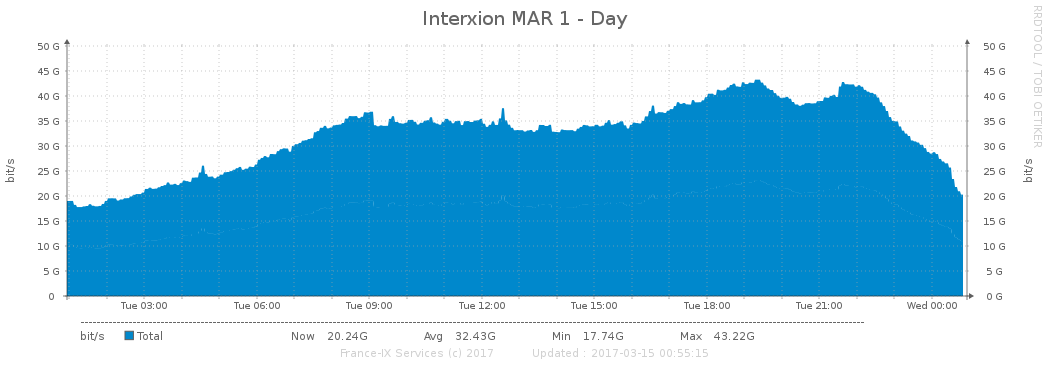 Interxion MAR 1 - Day
RRDTOOL / TOBI OETIKER
50 G 50 G
45 G 45 G
40 G 40 G
35 G 35 G
30 G 30 G
25 G 25 G
20 G 20 G
15 G 15 G
10 G 10 G
5 G 5 G
0 0 G
bit/s bit/s
Tue 03:00 Tue 06:00 Tue 09:00 Tue 12:00 Tue 15:00 Tue 18:00 Tue 21:00 Wed 00:00
bit/s Total Now 20.24G Avg 32.43G Min 17.74G Max 43.22G
France-IX Services (c) 2017 Updated : 2017-03-15 00:55:15